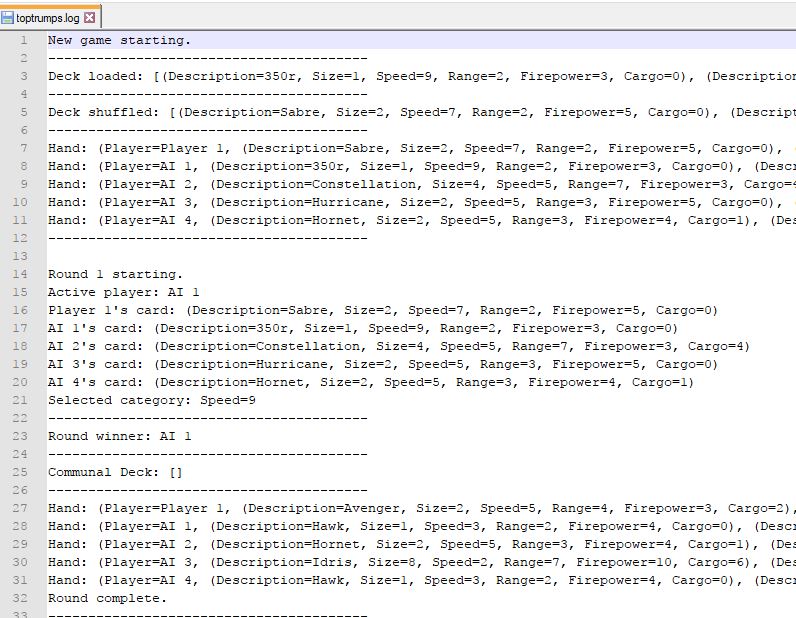 toptrumps.log
1 New game starting.
2 ----------------------------------------
3 Deck loaded: [(Description=350r, Size=1, Speed=9, Range=2, Firepower=3, Cargo=0), (Description
4 ----------------------------------------
5 Deck shuffled: [(Description=Sabre, Size=2, Speed=7, Range=2, Firepower=5, Cargo=0), (Descript
6 ----------------------------------------
7 Hand: (Player=Player 1, (Description=Sabre, Size=2, Speed=7, Range=2, Firepower=5, Cargo=0),
8 Hand: (Player=AI 1, (Description=350r, Size=1, Speed=9, Range=2, Firepower=3, Cargo=0), (Descr
9 Hand: (Player=AI 2, (Description=Constellation, Size=4, Speed=5, Range=7, Firepower=3, Cargo=4
10 Hand: (Player=AI 3, (Description=Hurricane, Size=2, Speed=5, Range=3, Firepower=5, Cargo=0),
11 Hand: (Player=AI 4, (Description=Hornet, Size=2, Speed=5, Range=3, Firepower=4, Cargo=1), (Des
12 ----------------------------------------
13
14 Round 1 starting.
15 Active player: AI 1
16 Player 1's card: (Description=Sabre, Size=2, Speed=7, Range=2, Firepower=5, Cargo=0)
17 AI 1's card: (Description=350r, Size=1, Speed=9, Range=2, Firepower=3, Cargo=0)
18 AI 2's card: (Description=Constellation, Size=4, Speed=5, Range=7, Firepower=3, Cargo=4)
19 AI 3's card: (Description=Hurricane, Size=2, Speed=5, Range=3, Firepower=5, Cargo=0)
20 AI 4's card: (Description=Hornet, Size=2, Speed=5, Range=3, Firepower=4, Cargo=1)
21 Selected category: Speed=9
22 ----------------------------------------
23 Round winner: AI 1
24 ----------------------------------------
25 Communal Deck: []
26 ----------------------------------------
27 Hand: (Player=Player 1, (Description=Avenger, Size=2, Speed=5, Range=4, Firepower=3, Cargo=2),
28 Hand: (Player=AI 1, (Description=Hawk, Size=1, Speed=3, Range=2, Firepower=4, Cargo=0), (Descr
29 Hand: (Player=AI 2, (Description=Hornet, Size=2, Speed=5, Range=3, Firepower=4, Cargo=1), (Des
30 Hand: (Player=AI 3, (Description=Idris, Size=8, Speed=2, Range=7, Firepower=10, Cargo=6), (Des
31 Hand: (Player=AI 4, (Description=Hawk, Size=1, Speed=3, Range=2, Firepower=4, Cargo=0), (Descr
32 Round complete.
33 ----------------------------------------